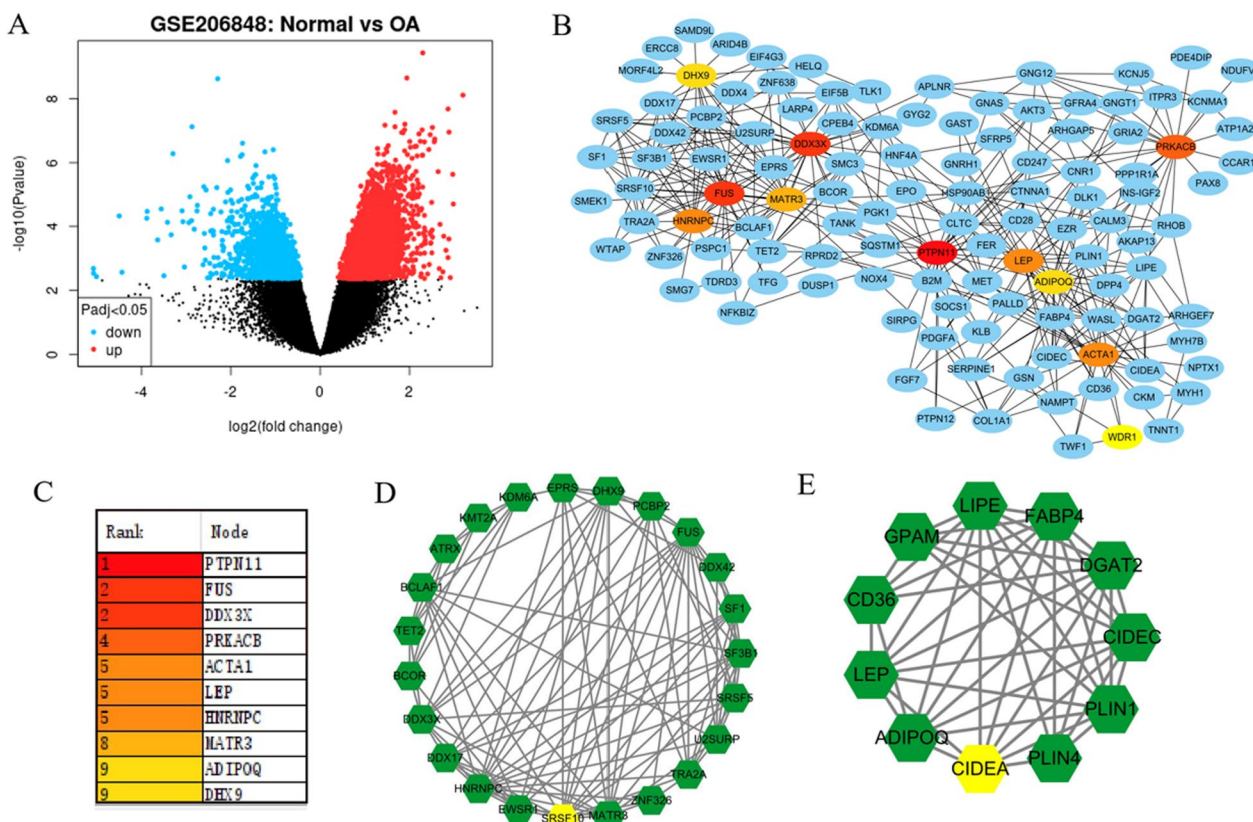 A
GSE206848: Normal vs OA
-log10(Pvalue)
8
6
4
2
0
Padj<0.05
down
up
-4
-2
0
2
log2(fold change)
B
SAMD9L
ERCC8
ARID4B
MORF4L2
DHX9
EIF4G3
HELQ
ZNF638
DDX4
EIF5B
TLK1
DDX17
LARP4
SRSF5
PCBP2
CPEB4
GYG2
DDX42
U2SURP
KDM6A
SF1
SF3B1
EWSR1
DDX3X
HNF4A
EPRS
SMC3
SRSF10
FUS
MATR3
BCOR
EPO
SMEK1
HNRNPC
TRA2A
BCLAF1
TANK
PGK1
WTAP
PSPC1
TET2
SQSTM1
ZNF326
RPRD2
TDRD3
TFG
SMG7
DUSP1
NOX4
NFKBIZ
PDE4DIP
GNG12
KCNJ5
NDUFV
APLNR
ITPR3
GNAS
AKT3
GFRA4
GNGT1
KCNMA1
GAST
SFRP5
ARHGAP5
GRIA2
ATP1A2
PRKACB
GNRH1
CD247
CNR1
PPP1R1A
CCAR1
HSP90AB1
CTNNA1
INS-IGF2
PAX8
DLK1
CLTC
CD28
CALM3
EZR
RHOB
PTPN11
FER
AKAP13
LEP
PLIN1
LIPE
B2M
MET
ADIPOQ
DPP4
SOCS1
PALLD
SIRPG
FABP4
WASL
DGAT2
ARHGEF7
PDGFA
KLB
MYH7B
CIDEC
ACTA1
SERPINE1
CIDEA
NPTX1
FGF7
GSN
CD36
NAMPT
CKM
MYH1
PTPN12
COL1A1
WDR1
TNNT1
TWF1
C
Rank Node
1 PTPN11
2 FUS
2 DDX3X
4 PRKACB
5 ACTA1
5 LEP
5 HNRNPC
8 MATR3
9 ADIPOQ
9 DHX9
D
EPRS
DHX9
KDM6A
PCBP2
KMT2A
FUS
ATRX
DDX42
BCLAF1
SF1
TET2
SF3B1
BCOR
SRSF5
DDX3X
U2SURP
DDX17
TRA2A
HNRNPC
ZNF326
EWSR1
MATR3
SRSF10
E
LIPE
FABP4
GPAM
DGAT2
CD36
CIDEC
LEP
PLIN1
ADIPOQ
PLIN4
CIDEA